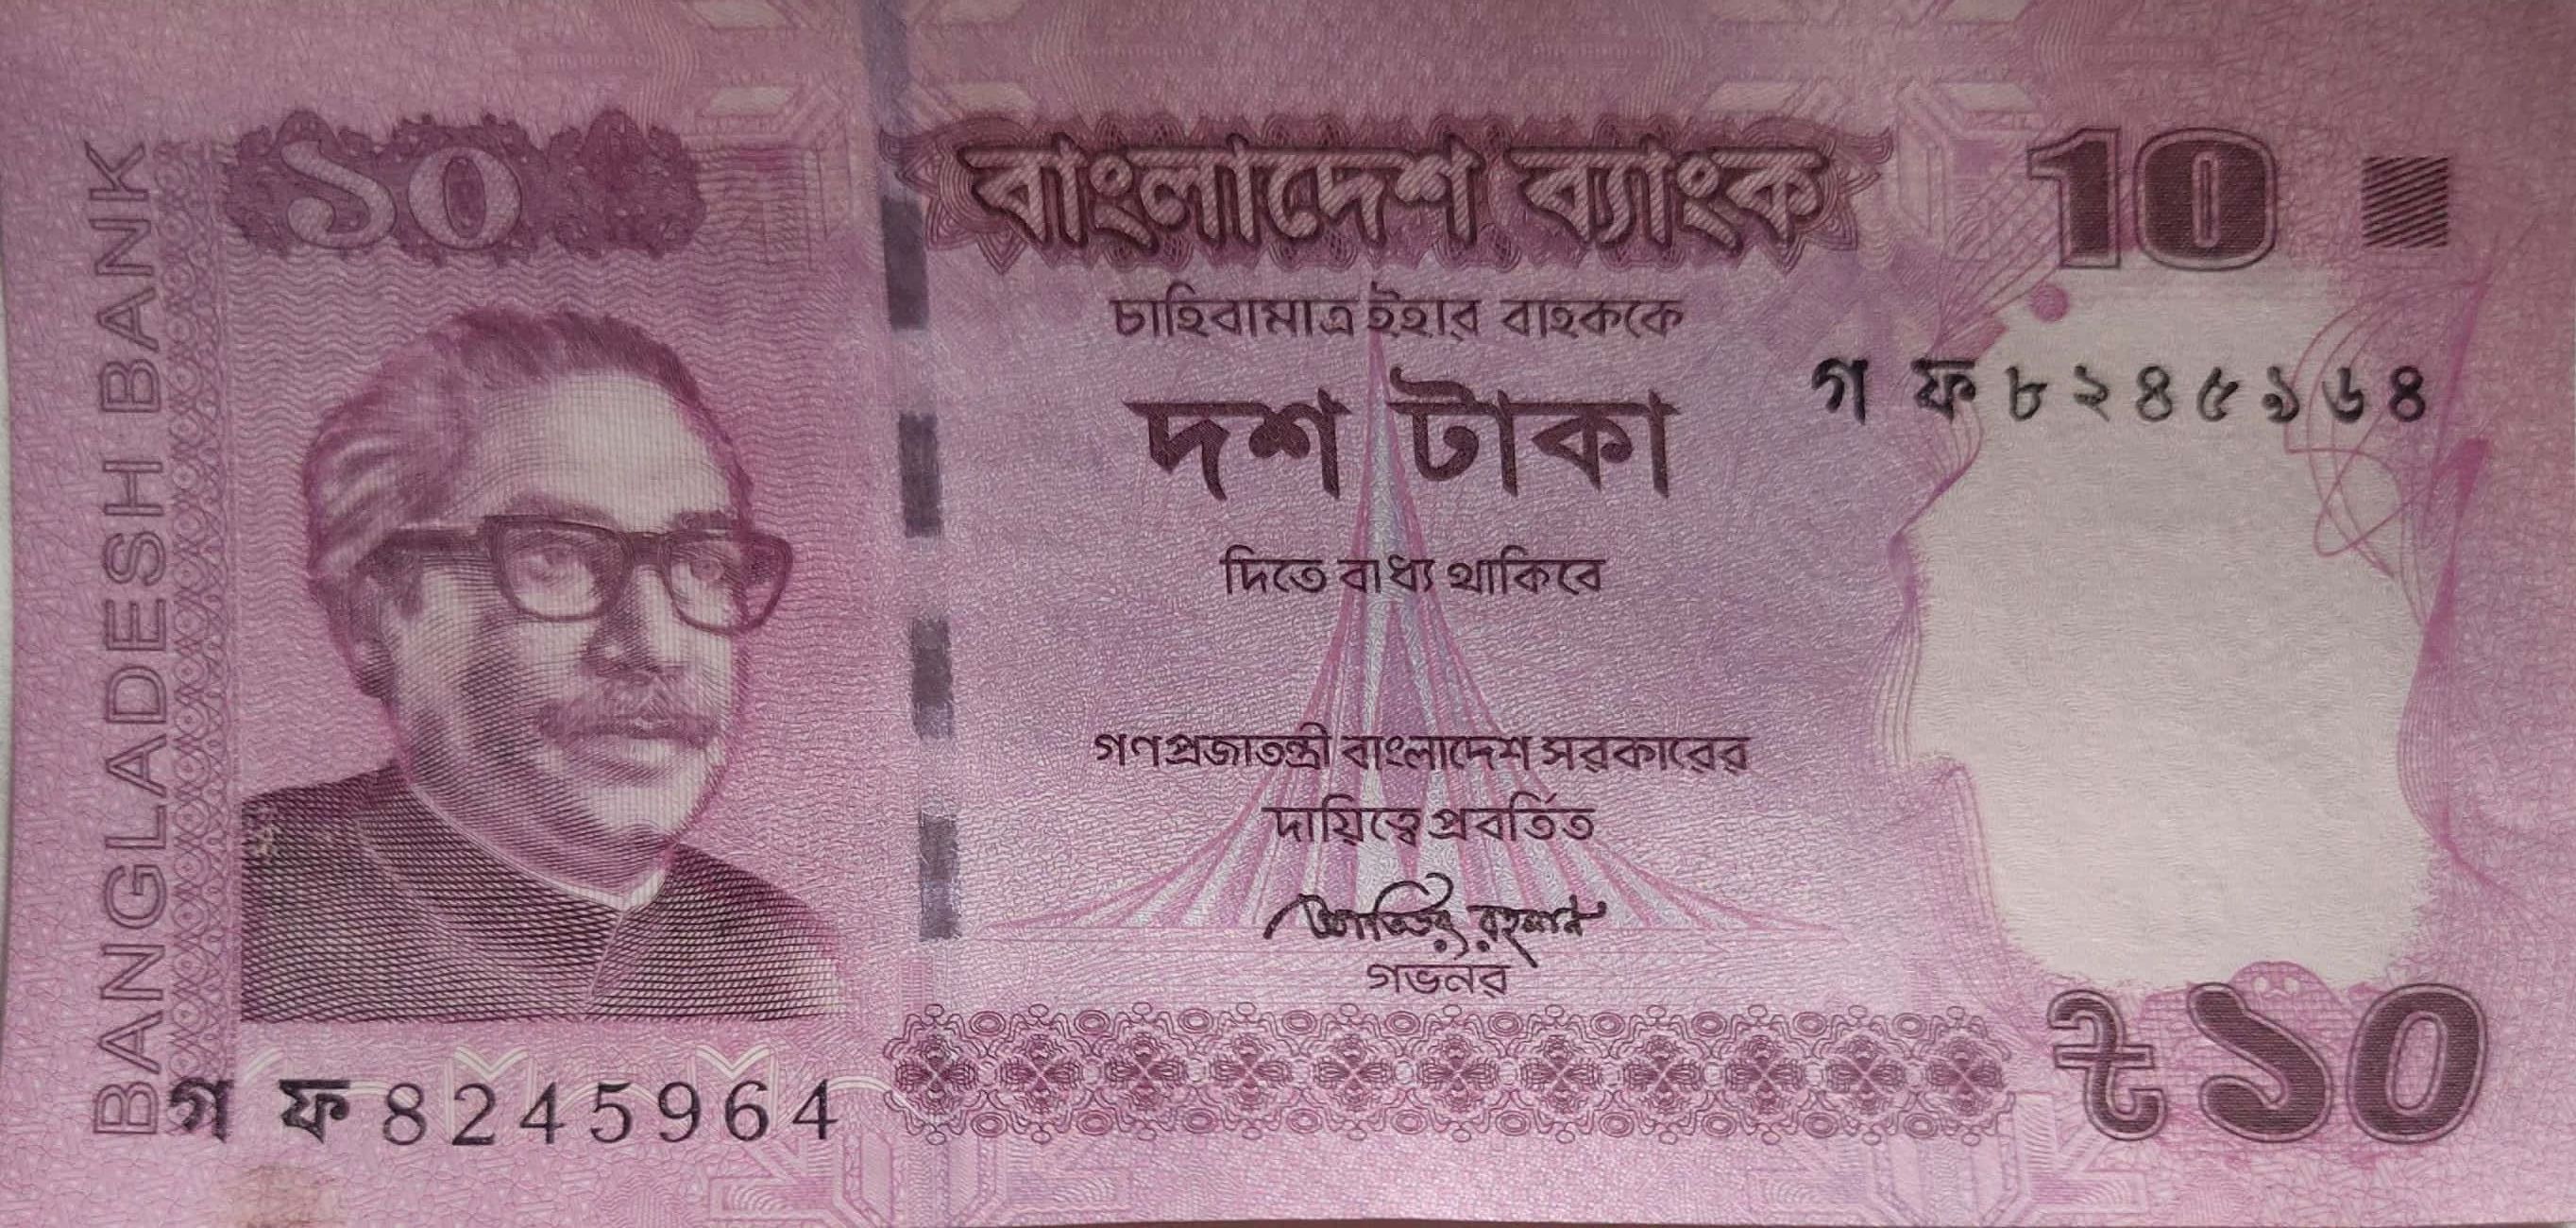 BANGLADESH BANK
১০
বাংলাদেশ ব্যাংক
10
চাহিবামাত্র ইহার বাহককে
গ ফ ৮২৪৫৯৬৪
দশ টাকা
দিতে বাধ্য থাকিবে
গণপ্রজাতন্ত্রী বাংলাদেশ সরকারের
দায়িত্বে প্রবর্তিত
আতিউর রহমান
গভর্নর
গ ফ 8245964
৳১০